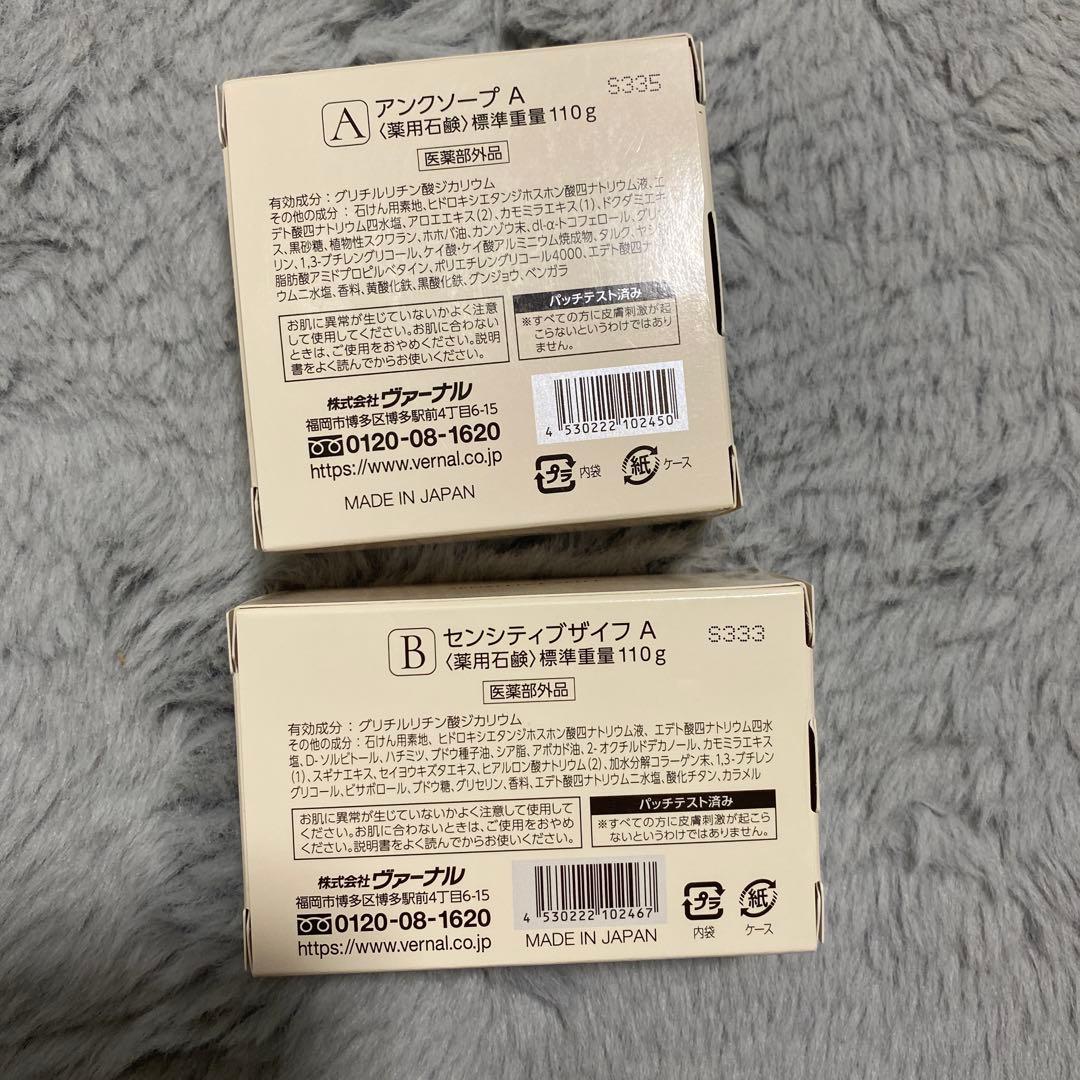 A アンクソープ A
〈薬用石鹸〉標準重量110g
S335
医薬部外品
有効成分：グリチルリチン酸ジカリウム
その他の成分：石けん用素地、ヒドロキシエタンジホスホン酸四ナトリウム液、エ
デト酸四ナトリウム四水塩、アロエエキス(2)、カモミラエキス(1)、ドクダミエキ
ス、黒砂糖、植物性スクワラン、ホホバ油、カンゾウ末、dl-α-トコフェロール、グリセ
リン、1,3-ブチレングリコール、ケイ酸・ケイ酸アルミニウム焼成物、タルク、ヤシ油
脂肪酸アミドプロピルベタイン、ポリエチレングリコール4000、エデト酸四ナトリ
ウム二水塩、香料、黄酸化鉄、黒酸化鉄、グンジョウ、ベンガラ
お肌に異常が生じていないかよく注意
して使用してください。お肌に合わない
ときは、ご使用をおやめください。説明
書をよく読んでからお使いください。
パッチテスト済み
※すべての方に皮膚刺激が起
こらないというわけではあり
ません。
株式会社ヴァーナル
福岡市博多区博多駅前4丁目6-15
0120-08-1620
https://www.vernal.co.jp
MADE IN JAPAN
4 530222 102450
プラ 内袋
紙 ケース
B センシティブザイフ A
〈薬用石鹸〉標準重量110g
S333
医薬部外品
有効成分：グリチルリチン酸ジカリウム
その他の成分：石けん用素地、ヒドロキシエタンジホスホン酸四ナトリウム液、エデト酸四ナトリウム四水
塩、D-ソルビトール、ハチミツ、ブドウ種子油、シア脂、アボカド油、2-オクチルドデカノール、カモミラエキス
(1)、スギナエキス、セイヨウキズタエキス、ヒアルロン酸ナトリウム(2)、加水分解コラーゲン末、1,3-ブチレン
グリコール、ビサボロール、ブドウ糖、グリセリン、香料、エデト酸四ナトリウム二水塩、酸化チタン、カラメル
お肌に異常が生じていないかよく注意して使用して
ください。お肌に合わないときは、ご使用をおやめ
ください。説明書をよく読んでからお使いください。
パッチテスト済み
※すべての方に皮膚刺激が起こら
ないというわけではありません。
株式会社ヴァーナル
福岡市博多区博多駅前4丁目6-15
0120-08-1620
https://www.vernal.co.jp
4 530222 102467
MADE IN JAPAN
プラ 内袋
紙 ケース